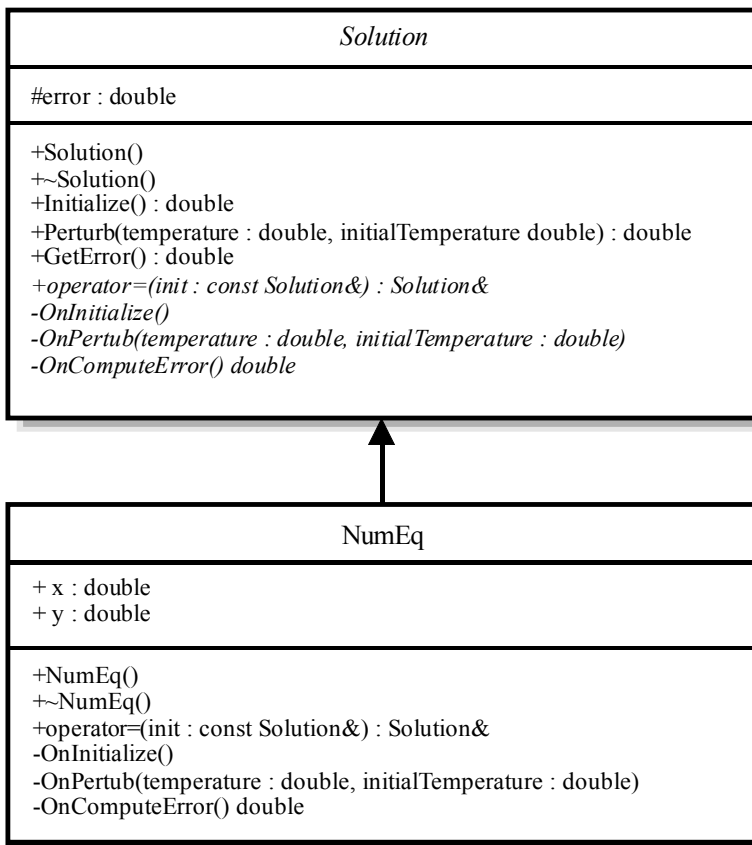 Solution
#error : double
+Solution()
+~Solution()
+Initialize() : double
+Perturb(temperature : double, initialTemperature double) : double
+GetError() : double
+operator=(init : const Solution&) : Solution&
-OnInitialize()
-OnPertub(temperature : double, initialTemperature : double)
-OnComputeError() double
NumEq
+ x : double
+ y : double
+NumEq()
+~NumEq()
+operator=(init : const Solution&) : Solution&
-OnInitialize()
-OnPertub(temperature : double, initialTemperature : double)
-OnComputeError() double